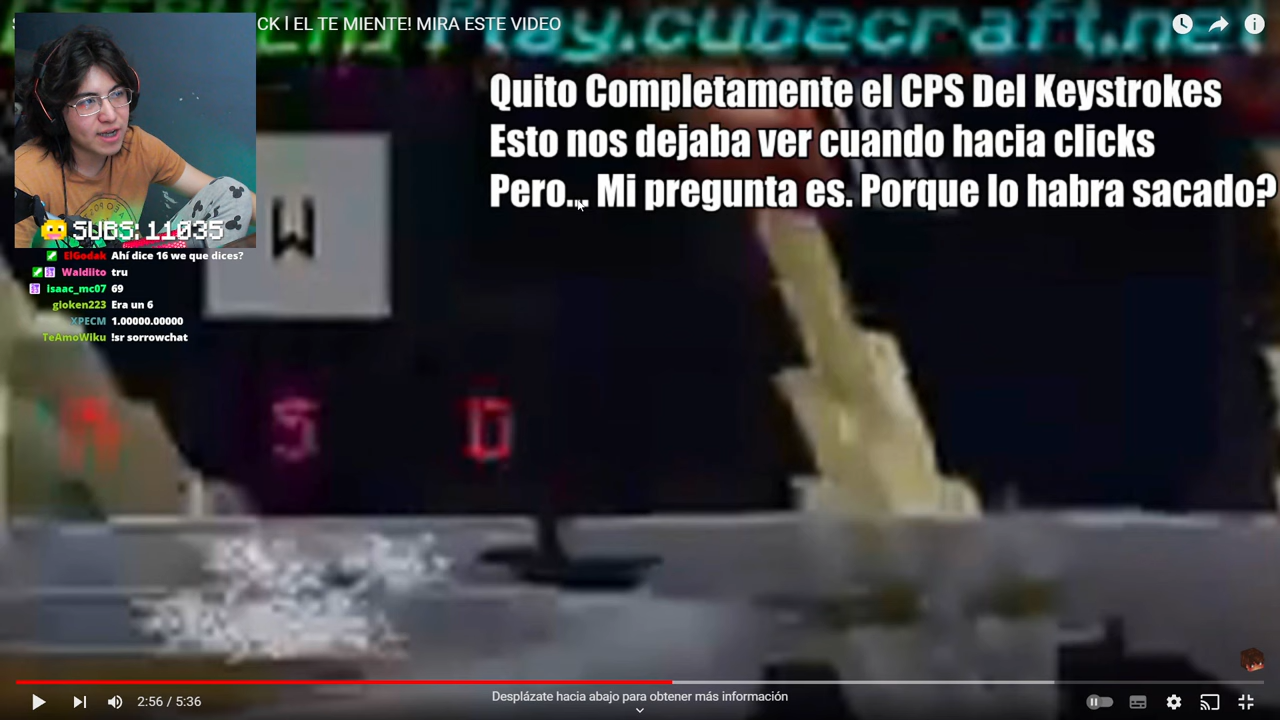 CK | EL TE MIENTE! MIRA ESTE VIDEO
Play.cubecraft.net
Quito Completamente el CPS Del Keystrokes
Esto nos dejaba ver cuando hacia clicks
Pero... Mi pregunta es. Porque lo habra sacado?
W
S
D
SUBS: 11035
ElGodak Ahí dice 16 we que dices?
Waldlito tru
Isaac_mc07 69
gloken223 Era un 6
XPECM 1.00000.00000
TeAmoWIku !sr sorrowchat
2:56 / 5:36
Desplázate hacia abajo para obtener más información